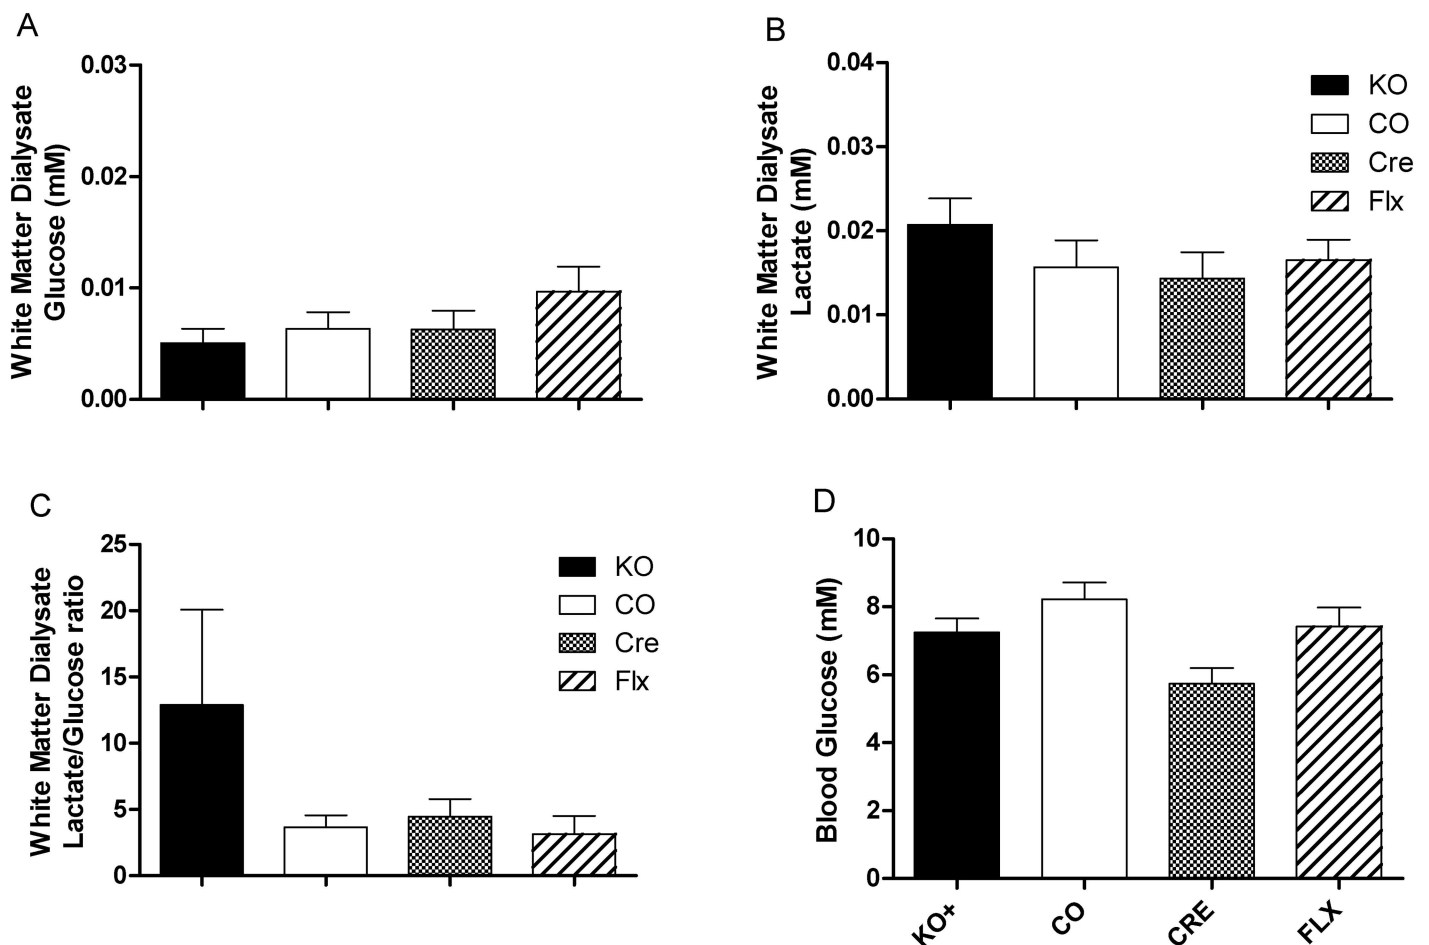 A
White Matter Dialysate
Glucose (mM)
0.03
0.02
0.01
0.00
B
White Matter Dialysate
Lactate (mM)
0.04
0.03
0.02
0.01
0.00
KO
CO
Cre
Flx
C
White Matter Dialysate
Lactate/Glucose ratio
25
20
15
10
5
0
KO
CO
Cre
Flx
D
Blood Glucose (mM)
10
8
6
4
2
0
KO+
CO
CRE
FLX